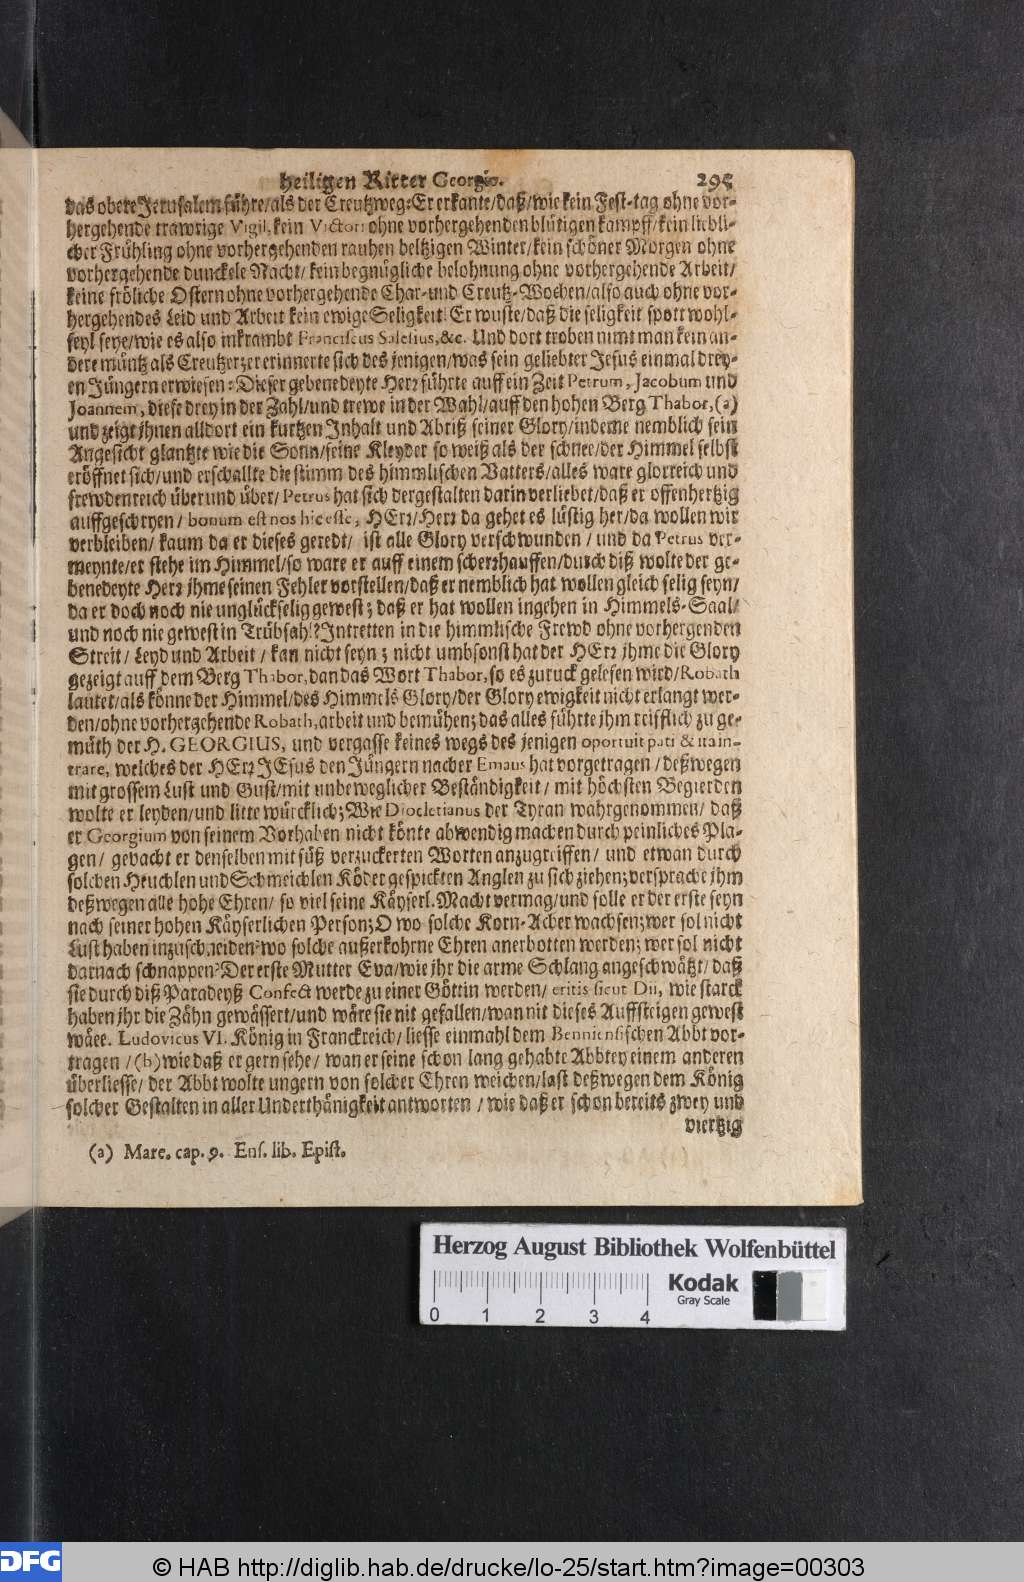 heiligen Ritter Georgio. 295
das obere Jerusalem führe/als der Creutzweg: Er erkante/daß/wie kein Fest-tag ohne vor-
hergehende trawrige Vigil, kein Victori ohne vorhergehenden blütigen kampff/kein liebli-
cher Frühling ohne vorhergehenden rauhen beltzigen Winter/kein schöner Morgen ohne
vorhergehende dunckele Nacht/kein begnügliche belohnung ohne vorhergehende Arbeit/
keine fröliche Ostern ohne vorhergehende Char-und Creutz-Wochen/also auch ohne vor-
hergehendes Leid und Arbeit kein ewige Seligkeit: Er wuste/daß die seligkeit spott wohl-
feyl seye/wie es also inkrambt Franciscus Salesius, &c. Und dort droben nimt man kein an-
dere müntz als Creutzer: er erinnerte sich des jenigen/was sein geliebter Jesus einmal drey-
en Jüngern erwiesen: Dieser gebenedeyte Herr führte auff ein Zeit Petrum, Jacobum und
Joannem, diese drey in der Zahl/und trewe in der Wahl/auff den hohen Berg Thabor, (a)
und zeigt jhnen alldort ein kurtzen Inhalt und Abriß seiner Glory/indeme nemblich sein
Angesicht glantzte wie die Sonn/seine Kleyder so weiß als der schnee/der Himmel selbst
eröffnet sich/und erschallte die stimm des himmlischen Vatters/alles ware glorreich und
frewdenreich über und über/Petrus hat sich dergestalten darin verliebet/daß er offenhertzig
auffgeschryen/ bonum est nos hic esse, HErr/Herr da gehet es lüstig her/da wollen wir
verbleiben/ kaum da er dieses geredt/ ist alle Glory verschwunden / und da Petrus ver-
meynte/er stehe im Himmel/so ware er auff einem scherrhauffen/durch diß wolte der ge-
benedeyte Herr jhme seinen Fehler vorstellen/daß er nemblich hat wollen gleich selig seyn/
da er doch noch nie unglückselig gewest; daß er hat wollen ingehen in Himmels-Saal/
und noch nie gewest in Trübsahl? Intretten in die himmlische Frewd ohne vorhergenden
Streit/ Leyd und Arbeit / kan nicht seyn; nicht umbsonst hat der HErr jhme die Glory
gezeigt auff dem Berg Thabor, dan das Wort Thabor, so es zuruck gelesen wird/Robath
lautet/als könne der Himmel/des Himmels Glory/der Glory ewigkeit nicht erlangt wer-
den/ohne vorhergehende Robath, arbeit und bemühen; das alles führte jhm reifflich zu ge-
müth der H. GEORGIUS, und vergasse keines wegs des jenigen oportuit pati & ita in-
trare, welches der HErr JEsus den Jüngern nacher Emaus hat vorgetragen/ deßwegen
mit grossem Lust und Gust/mit unbeweglicher Beständigkeit/ mit höchsten Begierden
wolte er leyden/und litte würcklich; Wie Diocletianus der Tyran wahrgenommen/ daß
er Georgium von seinem Vorhaben nicht könte abwendig machen durch peinliches Pla-
gen/ gedacht er denselben mit süß verzuckerten Worten anzugreiffen/ und etwan durch
solchen Heuchlen und Schmeichlen Köder gespickten Anglen zu sich ziehen; versprache jhm
deßwegen alle hohe Ehren/ so viel seine Käyserl. Macht vermag/und solle er der erste seyn
nach seiner hohen Käyserlichen Person; O wo solche Korn-Acker wachsen; wer sol nicht
Lust haben inzuschneiden? wo solche außerkohrne Ehren anerbotten werden; wer sol nicht
darnach schnappen? Der erste Mutter Eva/wie jhr die arme Schlang angeschwätzt/ daß
sie durch diß Paradeyß Confect werde zu einer Göttin werden/ eritis sicut Dii, wie starck
haben jhr die Zähn gewässert/und wäre sie nit gefallen/wan nit dieses Auffsteigen gewest
wäee. Ludovicus VI. König in Franckreich/ liesse einmahl dem Benniensischen Abbt vor-
tragen / (b) wie daß er gern sehe/ wan er seine schon lang gehabte Abbtey einem anderen
überliesse/ der Abbt wolte ungern von solcher Ehren weichen/last deßwegen dem König
solcher Gestalten in aller Underthänigkeit antworten / wie daß er schon bereits zwey und
viertzig
(a) Marc. cap. 9. Ens. lib. Epist.
Herzog August Bibliothek Wolfenbüttel
Kodak
Gray Scale
0 1 2 3 4
DFG © HAB http://diglib.hab.de/drucke/lo-25/start.htm?image=00303